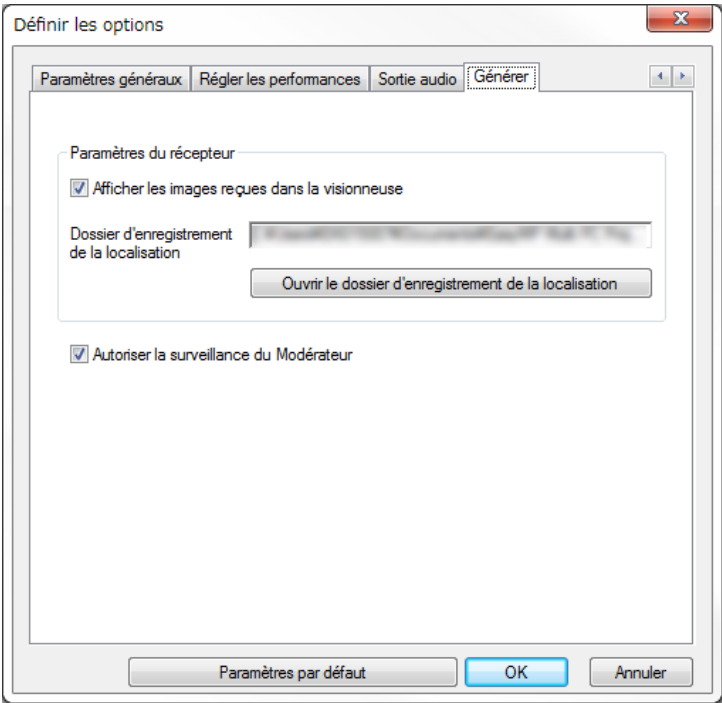 Définir les options
Paramètres généraux Régler les performances Sortie audio Générer
Paramètres du récepteur
Afficher les images reçues dans la visionneuse
Dossier d'enregistrement
de la localisation
Ouvrir le dossier d'enregistrement de la localisation
Autoriser la surveillance du Modérateur
Paramètres par défaut OK Annuler